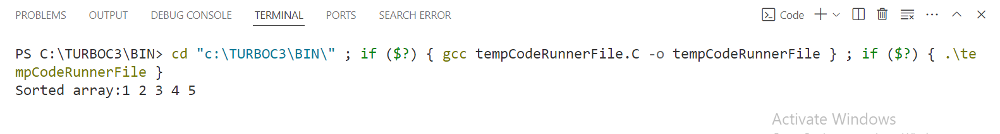 PROBLEMS OUTPUT DEBUG CONSOLE TERMINAL PORTS SEARCH ERROR Code
PS C:\TURBOC3\BIN> cd "c:\TURBOC3\BIN\" ; if ($?) { gcc tempCodeRunnerFile.C -o tempCodeRunnerFile } ; if ($?) { .\te
mpCodeRunnerFile }
Sorted array:1 2 3 4 5
Activate Windows